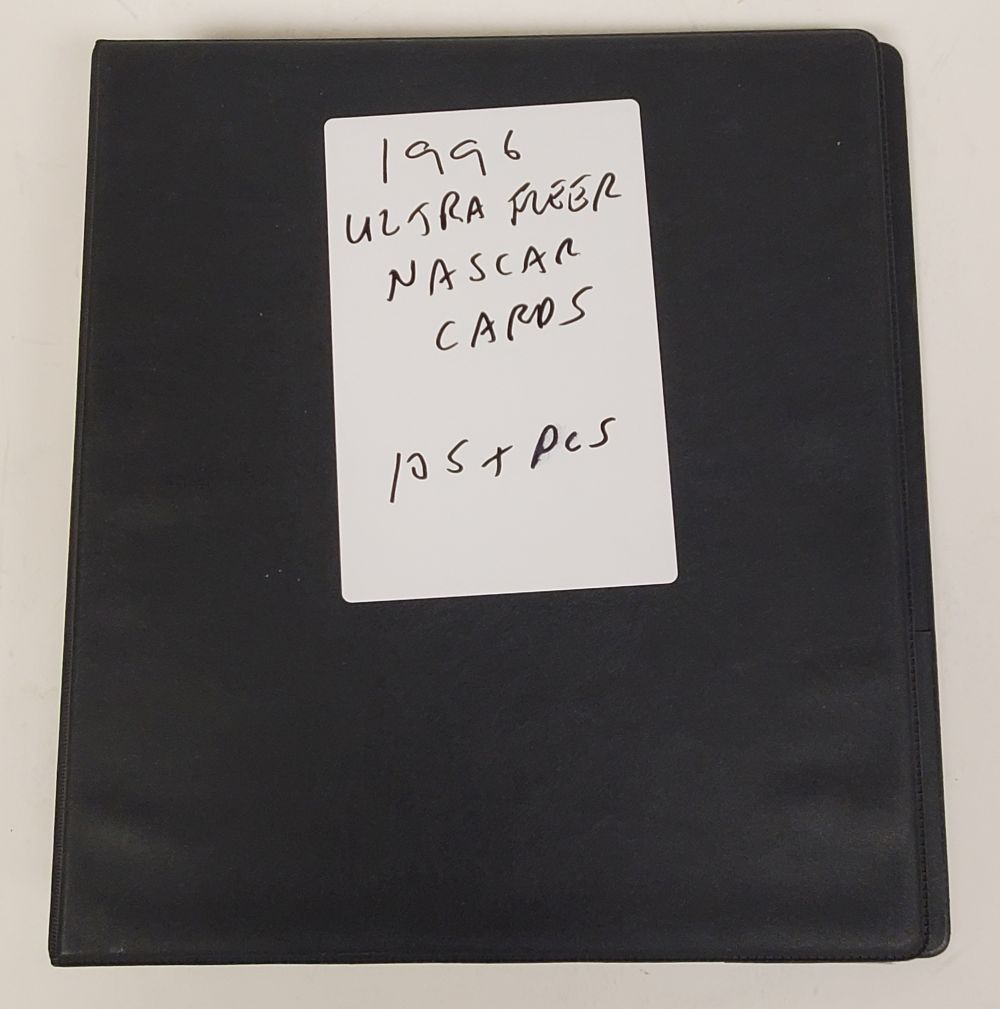 1996
ULTRA FLEER
NASCAR
CARDS
105+ PCS